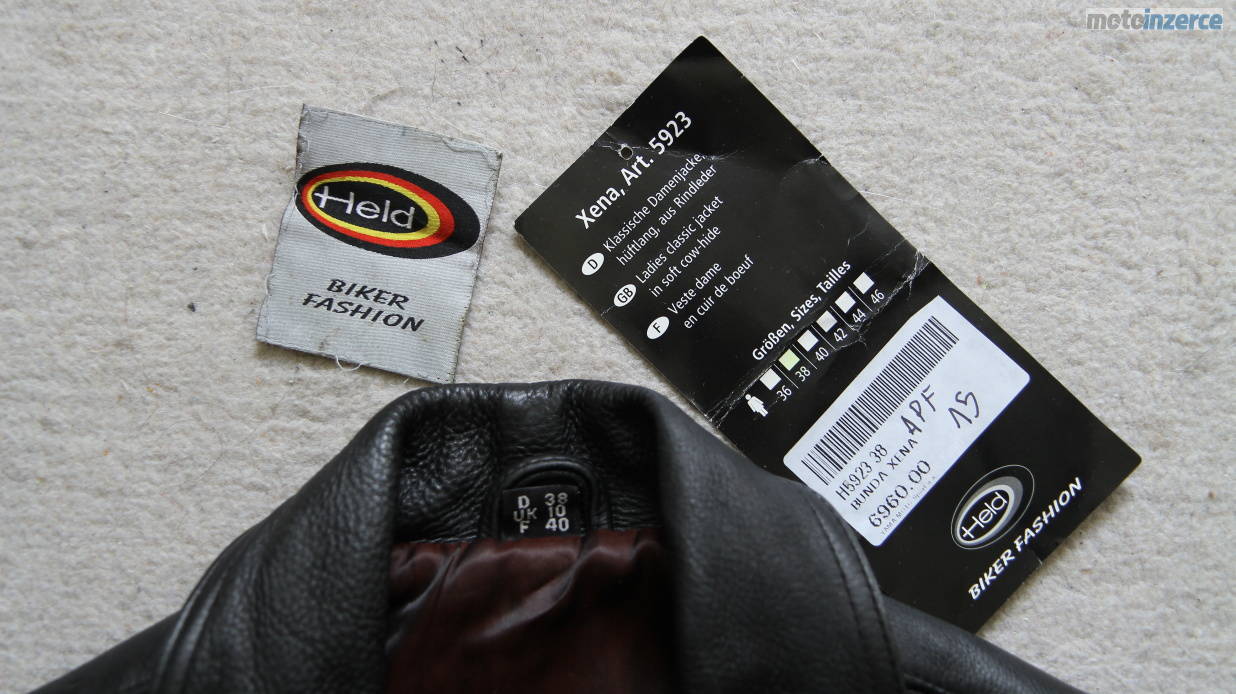 motoinzerce
Held
BIKER
FASHION
Xena, Art. 5923
D Klassische Damenjacke,
hüftlang, aus Rindleder
GB Ladies classic jacket
in soft cow-hide
F Veste dame
en cuir de boeuf
Größen, Sizes, Tailles
36 38 40 42 44 46
H5923 38 APF
BUNDA XENA 15
6960.00
Held
BIKER FASHION
D 38
UK 10
F 40